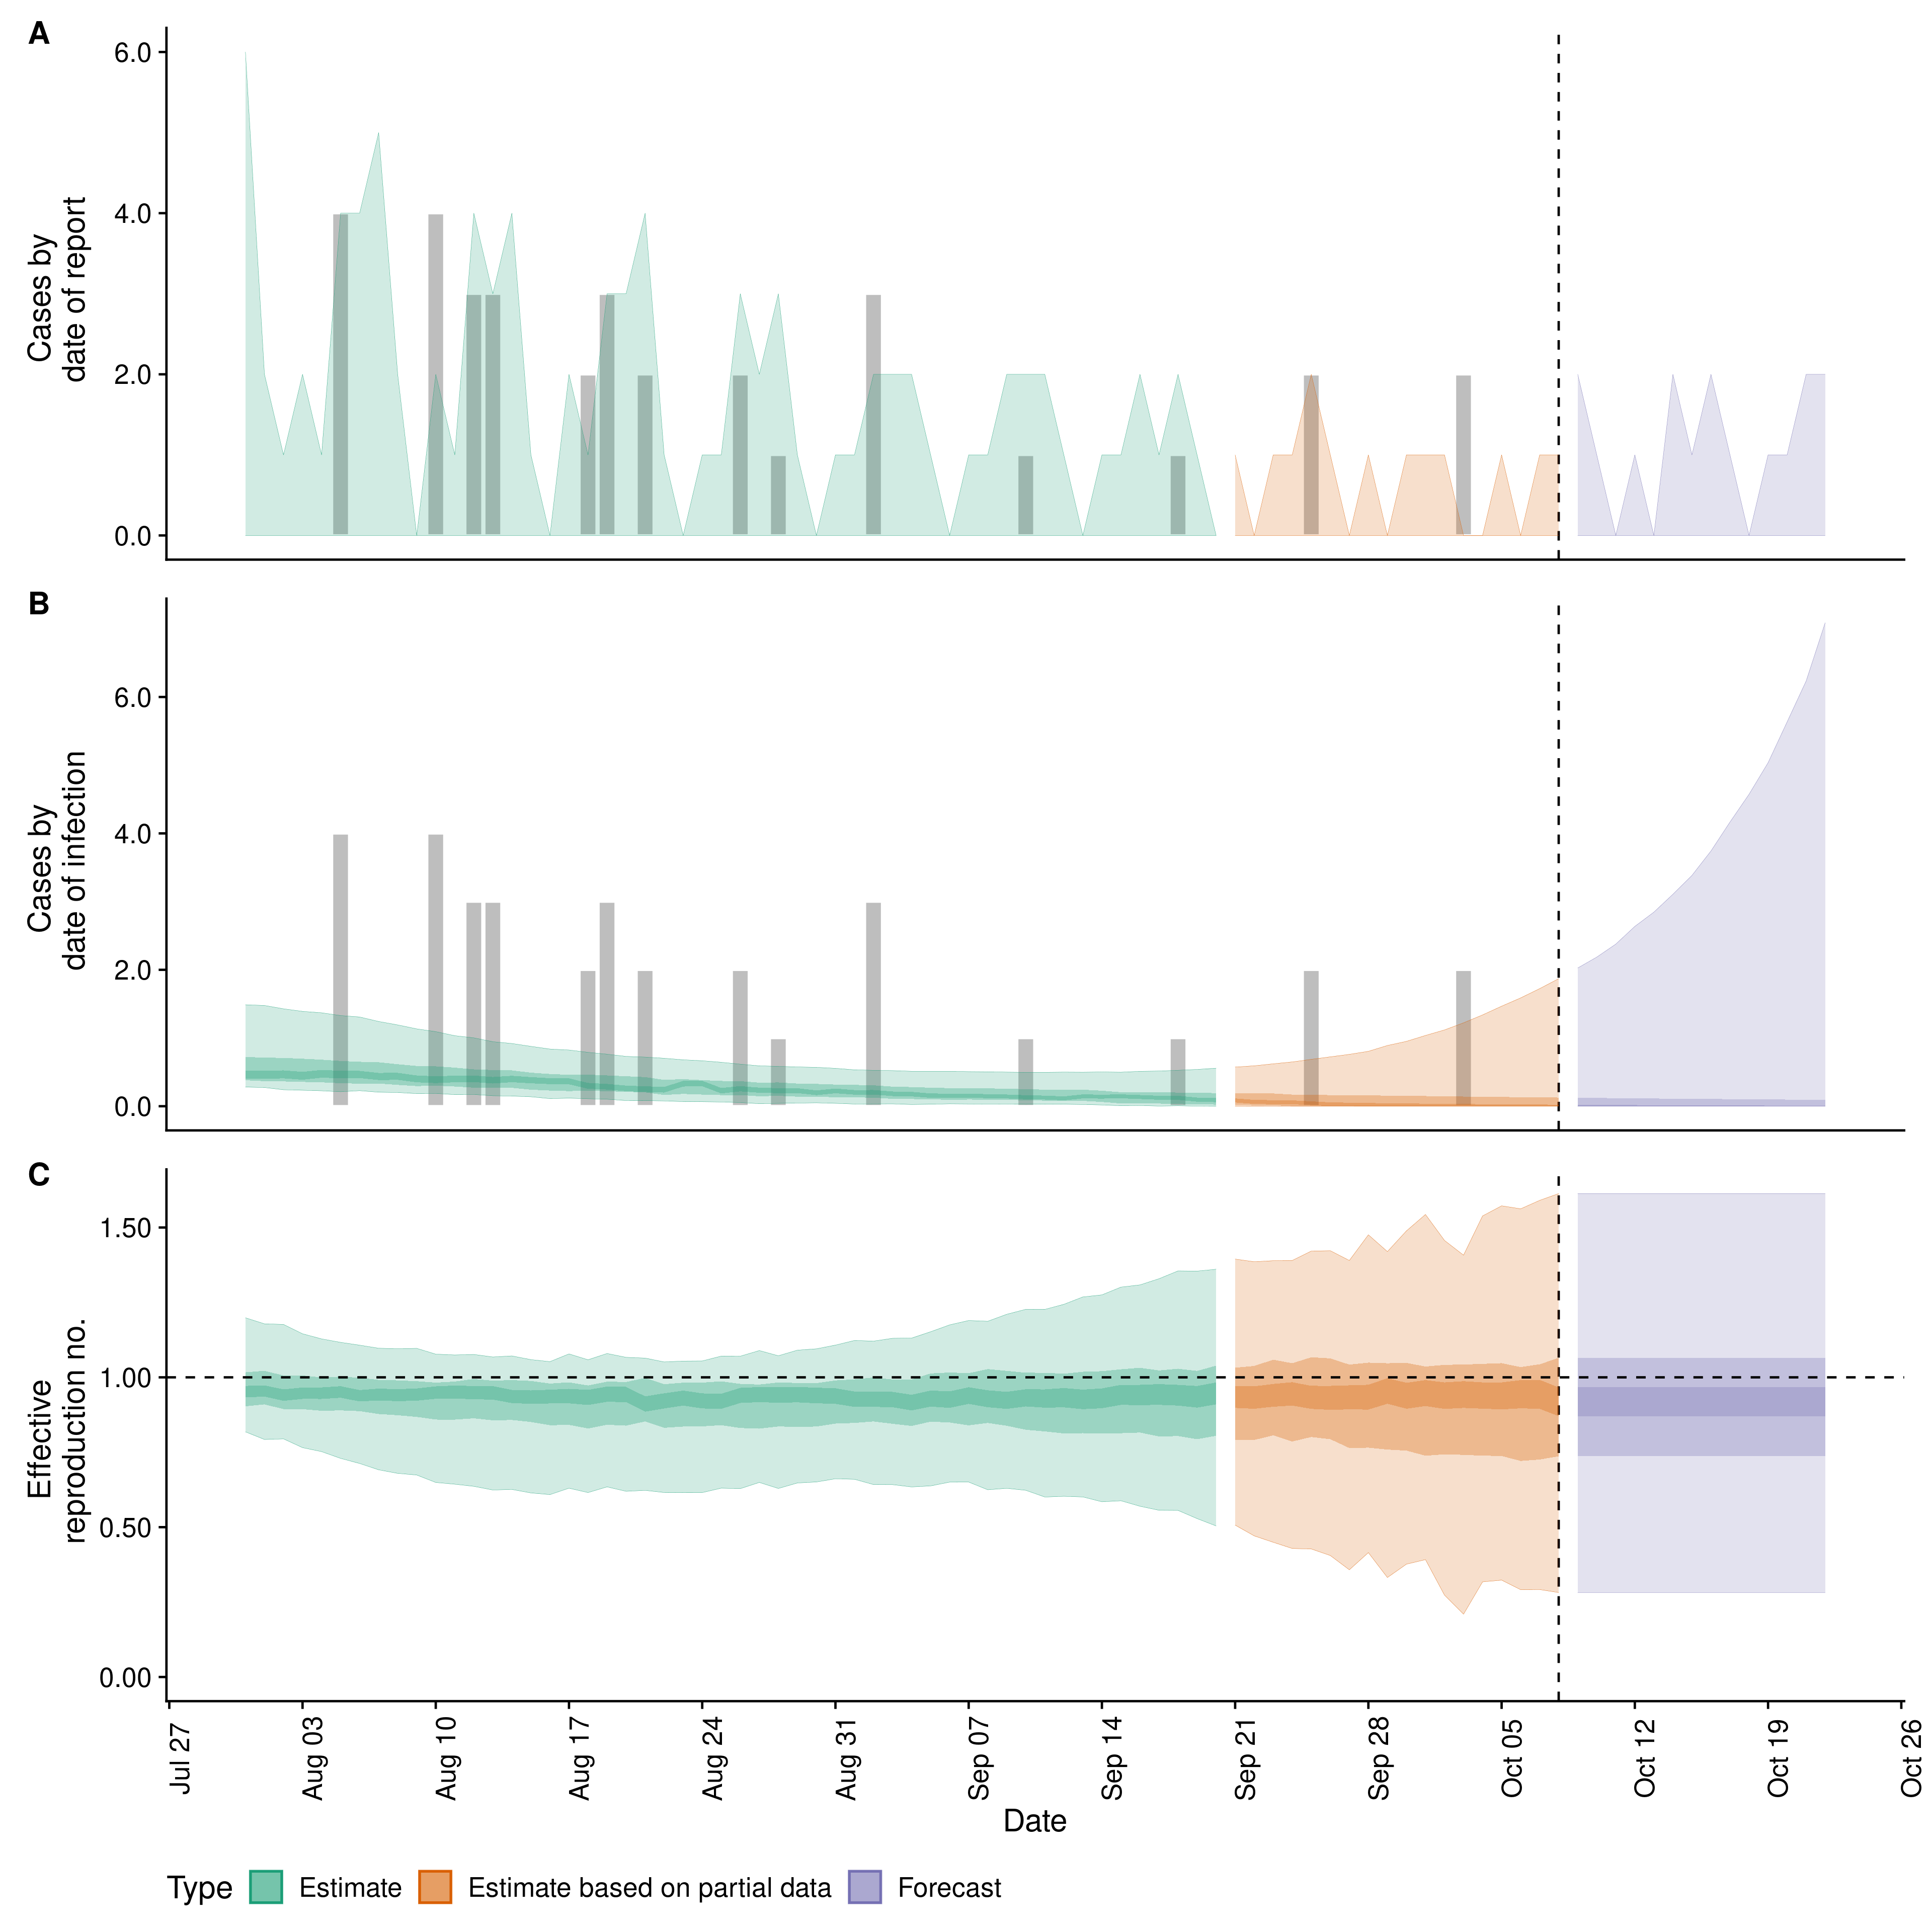 A
6.0
4.0
2.0
0.0
Cases by
date of report
B
6.0
4.0
2.0
0.0
Cases by
date of infection
C
1.50
1.00
0.50
0.00
Effective
reproduction no.
Jul 27
Aug 03
Aug 10
Aug 17
Aug 24
Aug 31
Sep 07
Sep 14
Sep 21
Sep 28
Oct 05
Oct 12
Oct 19
Oct 26
Date
Type Estimate Estimate based on partial data Forecast